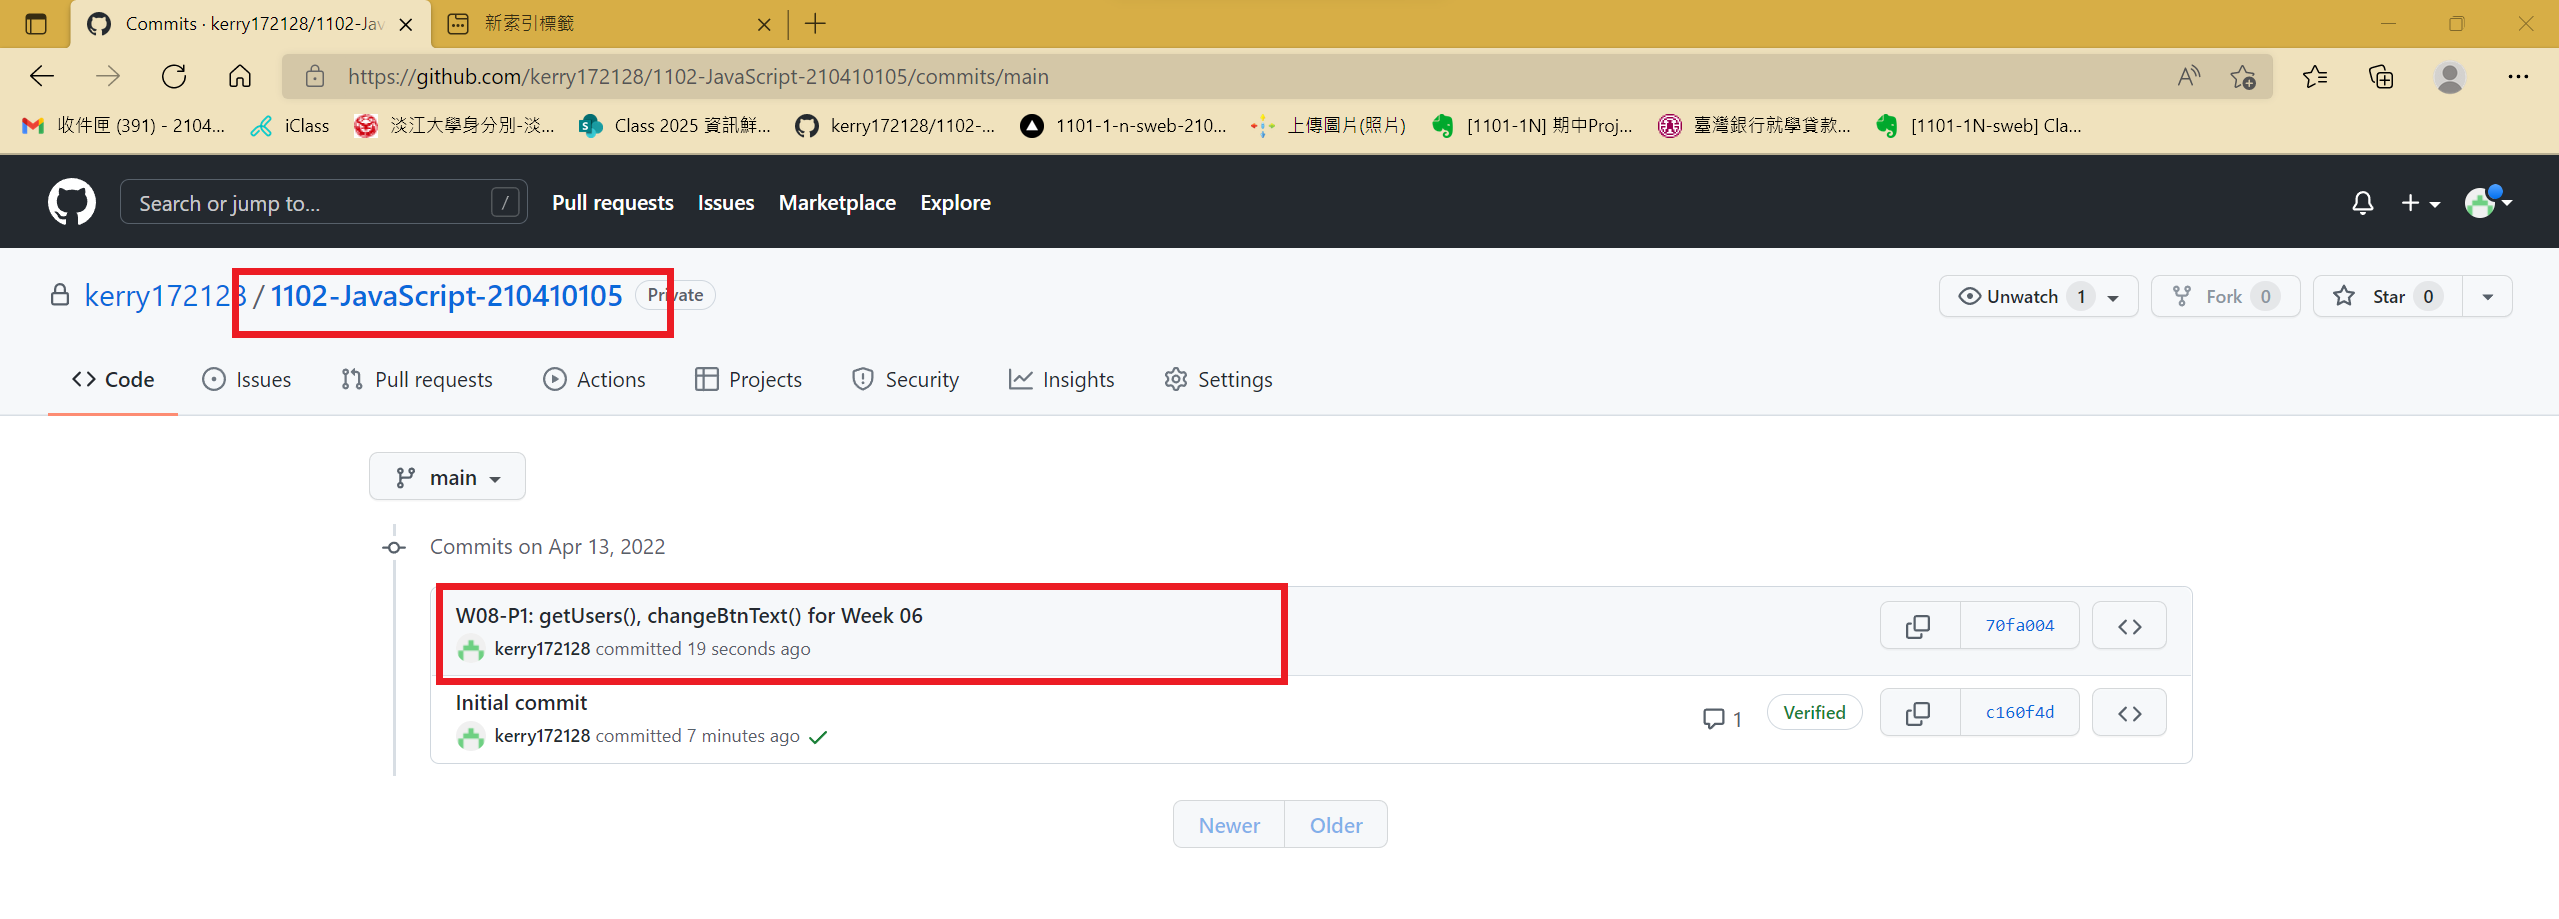 Commits · kerry172128/1102-Jav
新索引標籤
https://github.com/kerry172128/1102-JavaScript-210410105/commits/main
收件匣 (391) - 2104...
iClass
淡江大學身分別-淡...
Class 2025 資訊鮮...
kerry172128/1102-...
1101-1-n-sweb-210...
上傳圖片(照片)
[1101-1N] 期中Proj...
臺灣銀行就學貸款...
[1101-1N-sweb] Cla...
Search or jump to... /
Pull requests
Issues
Marketplace
Explore
kerry172128 / 1102-JavaScript-210410105 Private
Unwatch 1
Fork 0
Star 0
Code
Issues
Pull requests
Actions
Projects
Security
Insights
Settings
main
Commits on Apr 13, 2022
W08-P1: getUsers(), changeBtnText() for Week 06
kerry172128 committed 19 seconds ago
70fa004
Initial commit
kerry172128 committed 7 minutes ago
1
Verified
c160f4d
Newer
Older